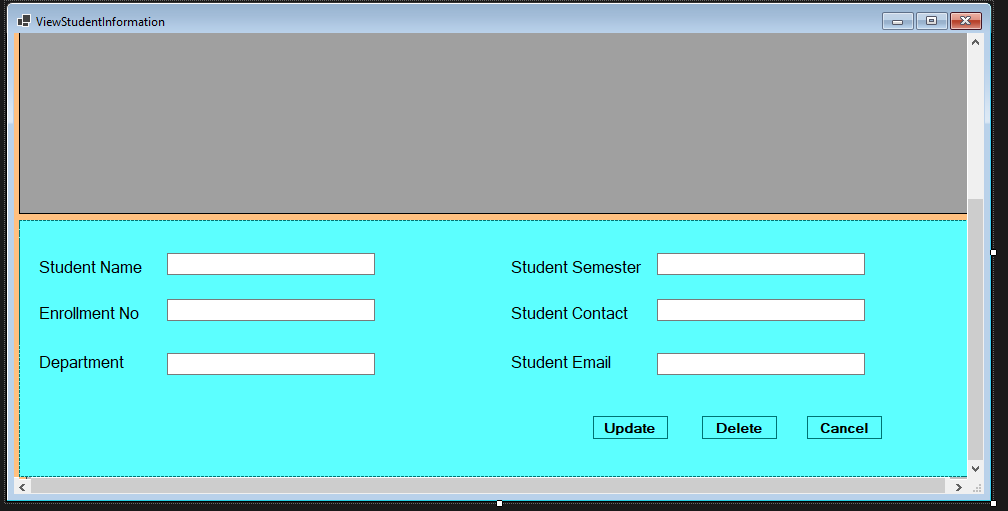 ViewStudentInformation
Student Name
Student Semester
Enrollment No
Student Contact
Department
Student Email
Update
Delete
Cancel